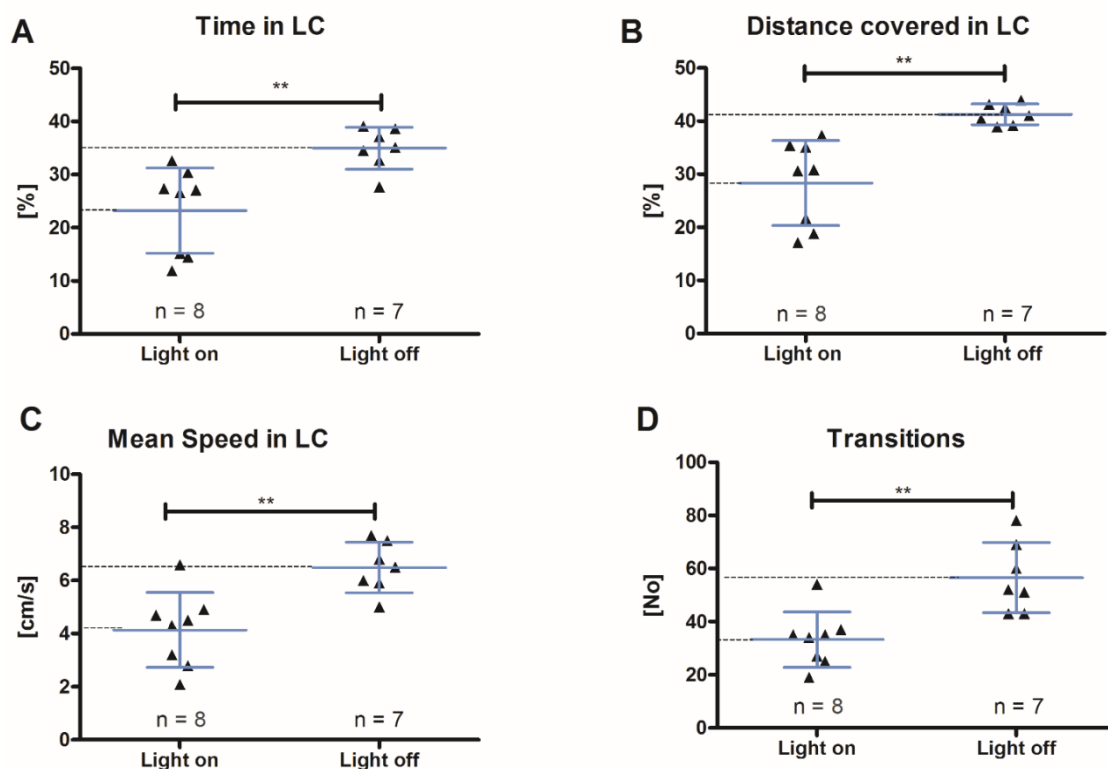 A
Time in LC
**
50
40
30
20
10
0
[%]
n = 8
n = 7
Light on
Light off
B
Distance covered in LC
**
50
40
30
20
10
0
[%]
n = 8
n = 7
Light on
Light off
C
Mean Speed in LC
**
10
8
6
4
2
0
[cm/s]
n = 8
n = 7
Light on
Light off
D
Transitions
**
100
80
60
40
20
0
[No]
n = 8
n = 7
Light on
Light off